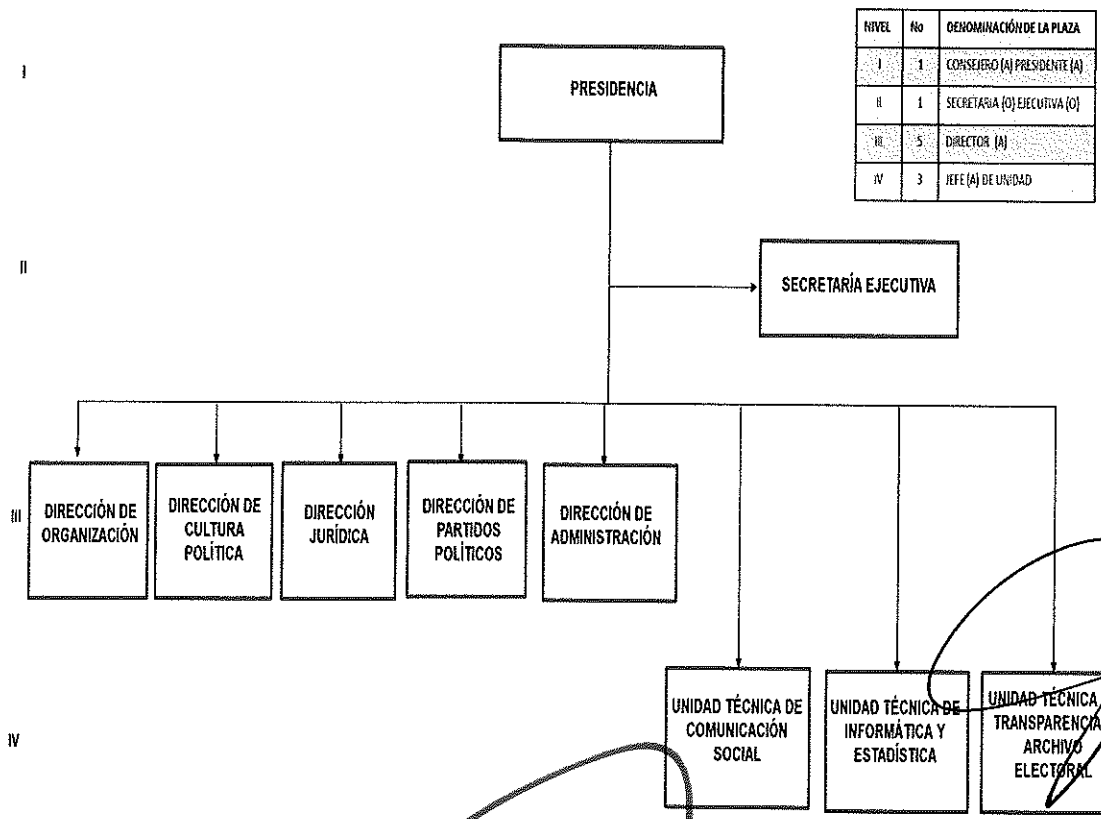 NIVEL No DENOMINACIÓN DE LA PLAZA
I 1 CONSEJERO (A) PRESIDENTE (A)
II 1 SECRETARIA (O) EJECUTIVA (O)
III 5 DIRECTOR (A)
IV 3 JEFE (A) DE UNIDAD
I
PRESIDENCIA
II
SECRETARÍA EJECUTIVA
III
DIRECCIÓN DE
ORGANIZACIÓN
DIRECCIÓN DE
CULTURA
POLÍTICA
DIRECCIÓN
JURÍDICA
DIRECCIÓN DE
PARTIDOS
POLÍTICOS
DIRECCIÓN DE
ADMINISTRACIÓN
IV
UNIDAD TÉCNICA DE
COMUNICACIÓN
SOCIAL
UNIDAD TÉCNICA DE
INFORMÁTICA Y
ESTADÍSTICA
UNIDAD TÉCNICA
TRANSPARENCIA
ARCHIVO
ELECTORAL